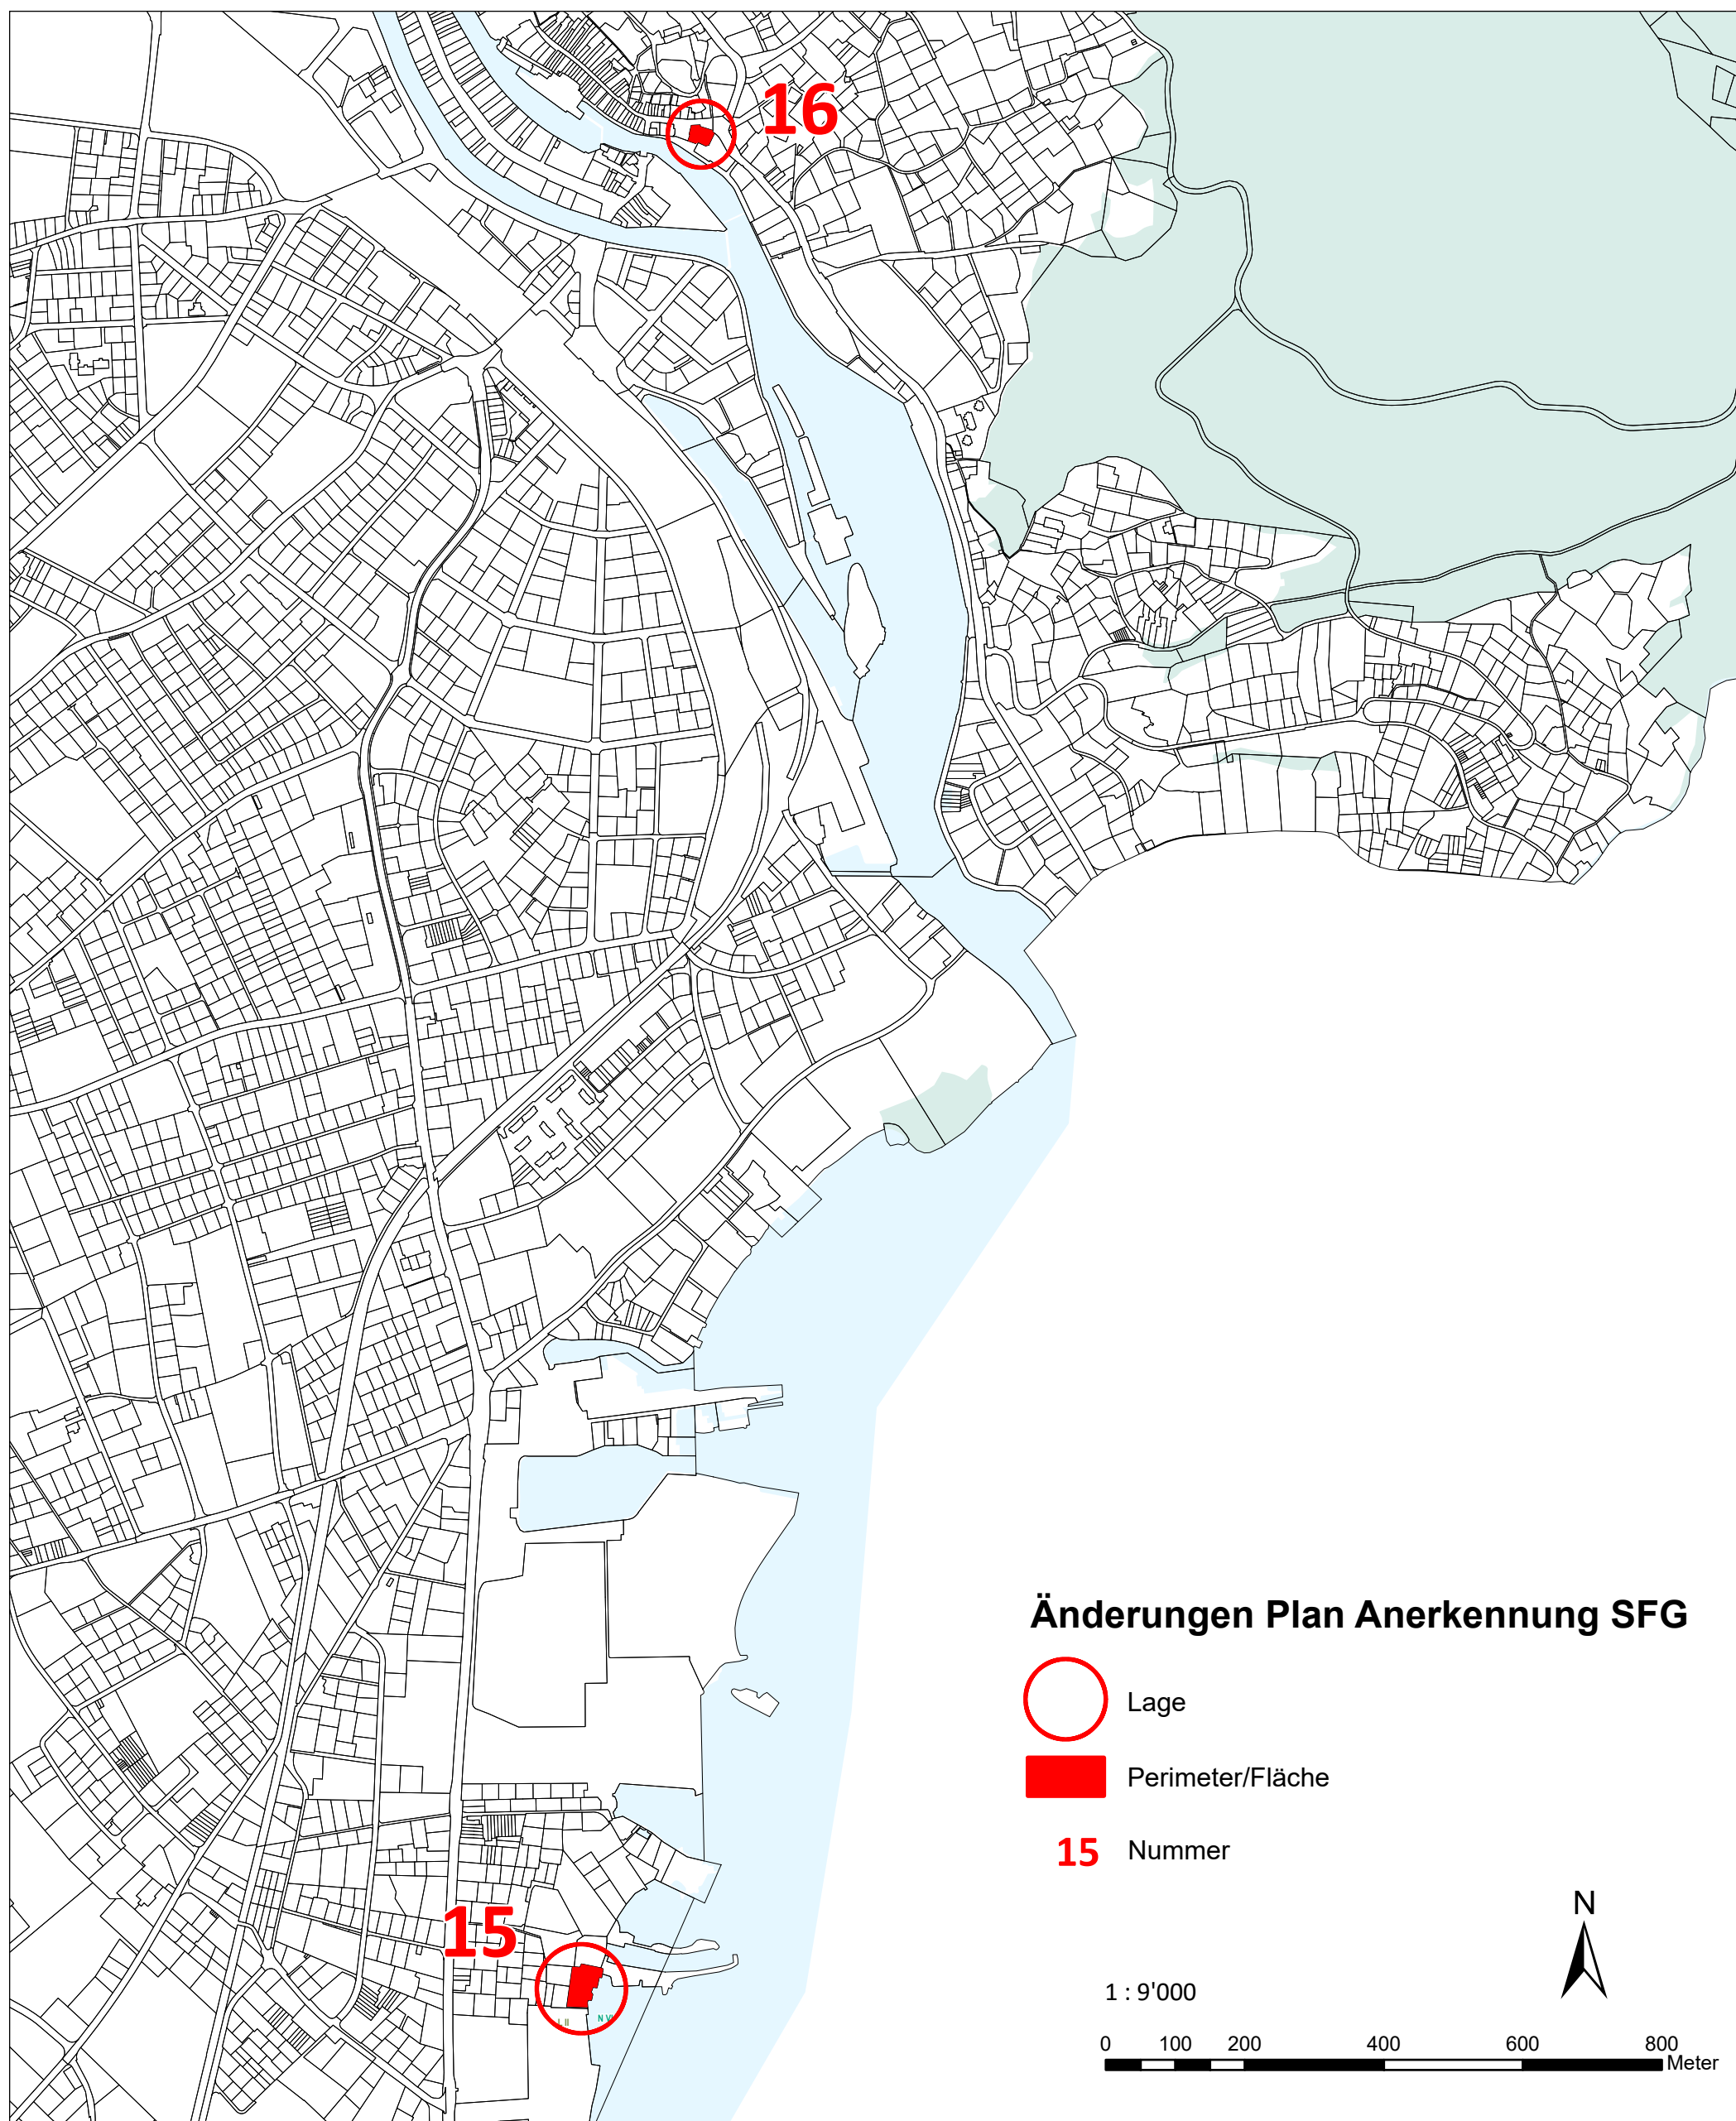 16
Änderungen Plan Anerkennung SFG
Lage
Perimeter/Fläche
15 Nummer
15
N
1 : 9'000
0 100 200 400 600 800
Meter